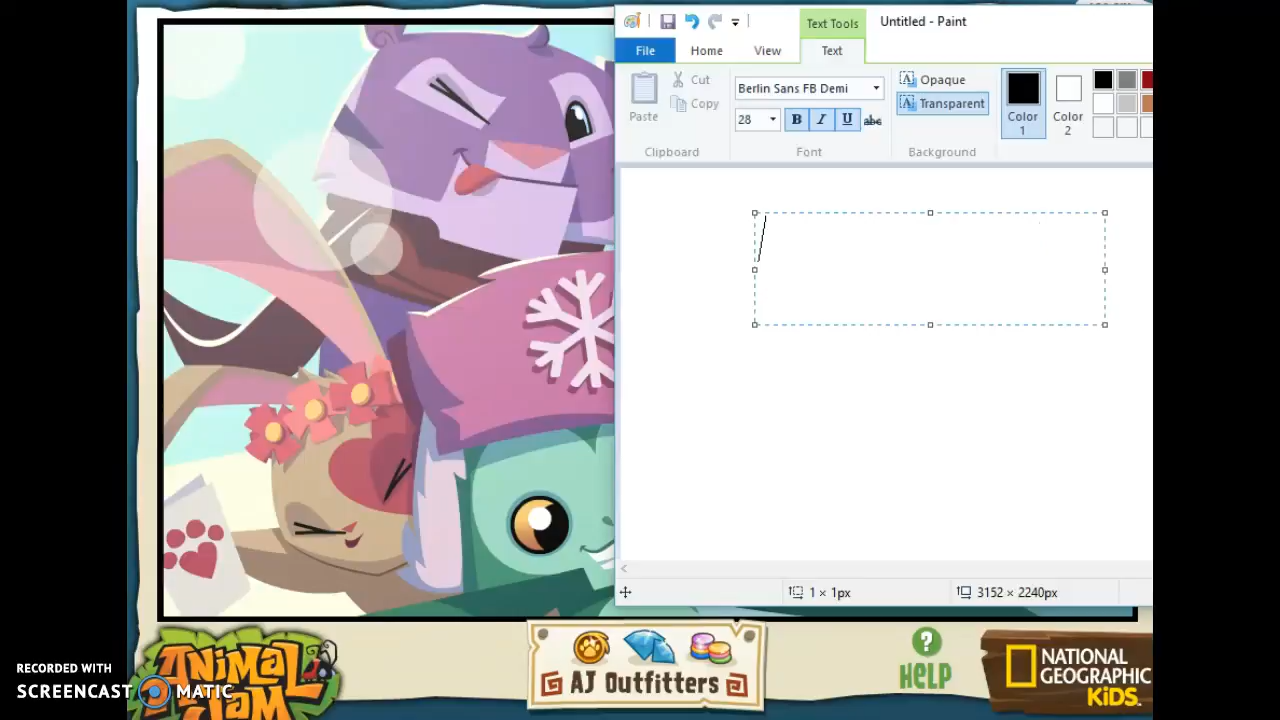 Text Tools
Untitled - Paint
File
Home
View
Text
Paste
Cut
Copy
Clipboard
Berlin Sans FB Demi
28
B
I
U
abc
Font
Opaque
Transparent
Background
Color
1
Color
2
1 × 1px
3152 × 2240px
ANIMAL
JAM
AJ Outfitters
?
HELP
NATIONAL
GEOGRAPHIC
KiDS
RECORDED WITH
SCREENCAST MATIC